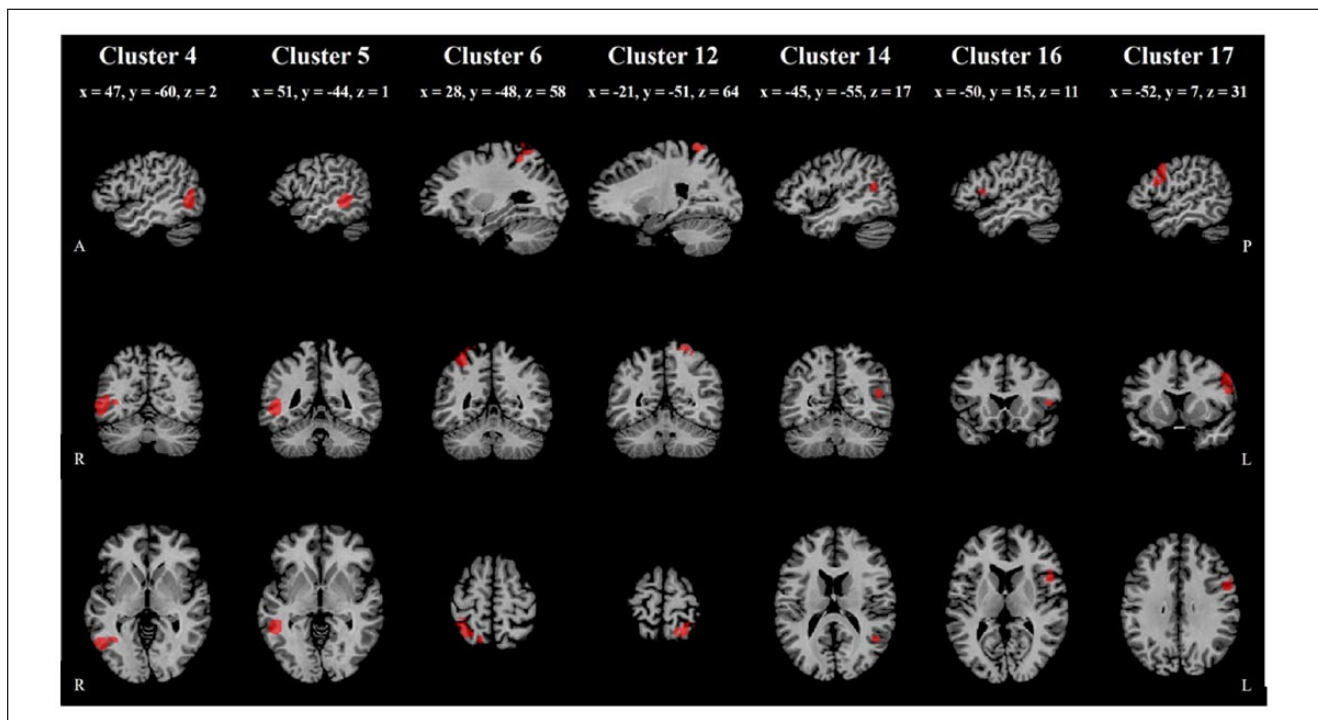 Cluster 4 Cluster 5 Cluster 6 Cluster 12 Cluster 14 Cluster 16 Cluster 17
x = 47, y = -60, z = 2 x = 51, y = -44, z = 1 x = 28, y = -48, z = 58 x = -21, y = -51, z = 64 x = -45, y = -55, z = 17 x = -50, y = 15, z = 11 x = -52, y = 7, z = 31
A P
R L
R L